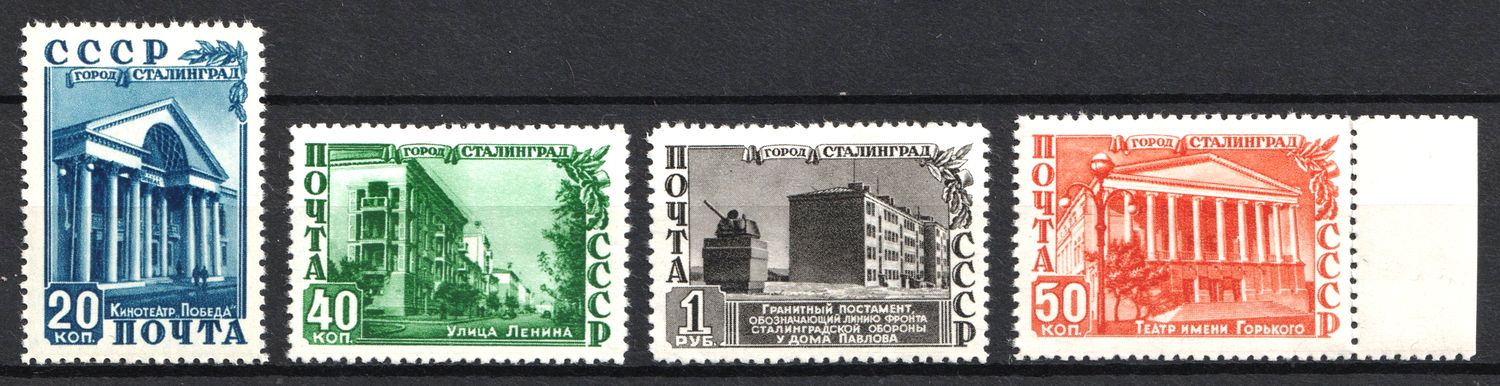 СССР
ГОРОД СТАЛИНГРАД
20
КОП.
КИНОТЕАТР „ПОБЕДА“
ПОЧТА
ПОЧТА
ГОРОД СТАЛИНГРАД
СССР
40
КОП.
УЛИЦА ЛЕНИНА
ПОЧТА
ГОРОД СТАЛИНГРАД
СССР
1
РУБ.
ГРАНИТНЫЙ ПОСТАМЕНТ,
ОБОЗНАЧАЮЩИЙ ЛИНИЮ ФРОНТА
СТАЛИНГРАДСКОЙ ОБОРОНЫ
У ДОМА ПАВЛОВА
ПОЧТА
ГОРОД СТАЛИНГРАД
СССР
50
КОП.
ТЕАТР ИМЕНИ ГОРЬКОГО